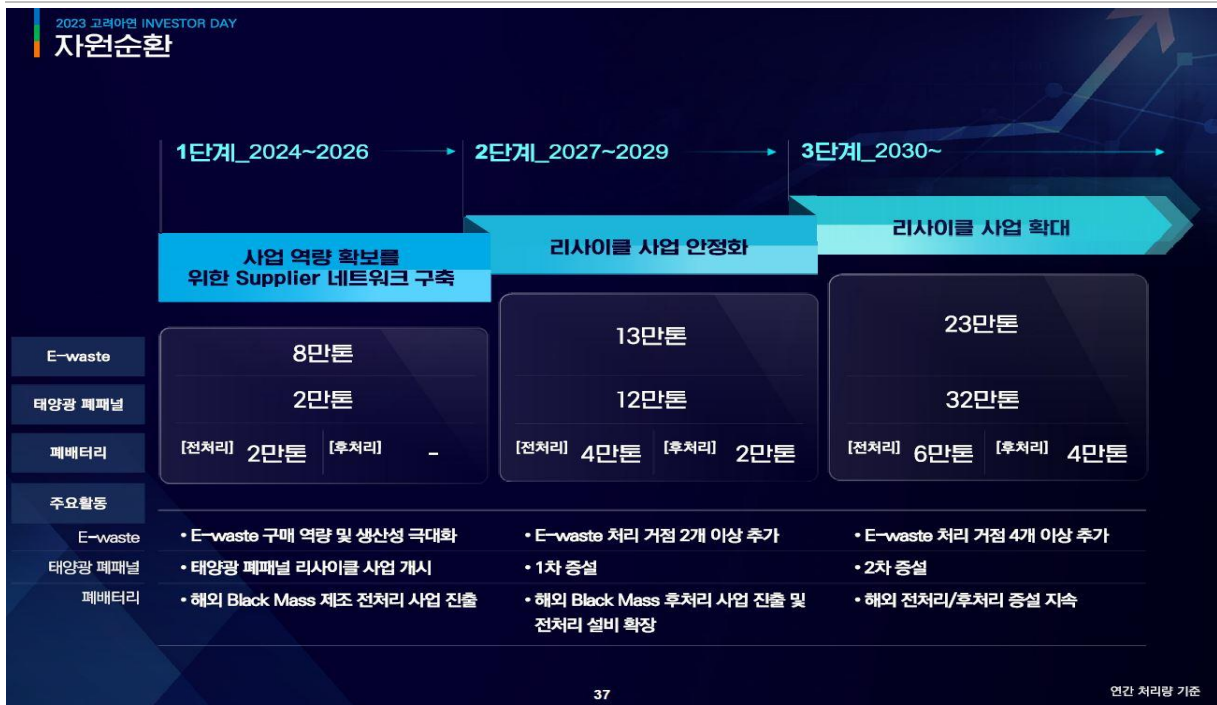 2023 고려아연 INVESTOR DAY
자원순환
1단계_2024~2026
2단계_2027~2029
3단계_2030~
사업 역량 확보를
위한 Supplier 네트워크 구축
리사이클 사업 안정화
리사이클 사업 확대
E-waste 8만톤 13만톤 23만톤
태양광 폐패널 2만톤 12만톤 32만톤
폐배터리 [전처리] 2만톤 [후처리] - [전처리] 4만톤 [후처리] 2만톤 [전처리] 6만톤 [후처리] 4만톤
주요활동
E-waste • E-waste 구매 역량 및 생산성 극대화 • E-waste 처리 거점 2개 이상 추가 • E-waste 처리 거점 4개 이상 추가
태양광 폐패널 • 태양광 폐패널 리사이클 사업 개시 • 1차 증설 • 2차 증설
폐배터리 • 해외 Black Mass 제조 전처리 사업 진출 • 해외 Black Mass 후처리 사업 진출 및 • 해외 전처리/후처리 증설 지속
전처리 설비 확장
37
연간 처리량 기준